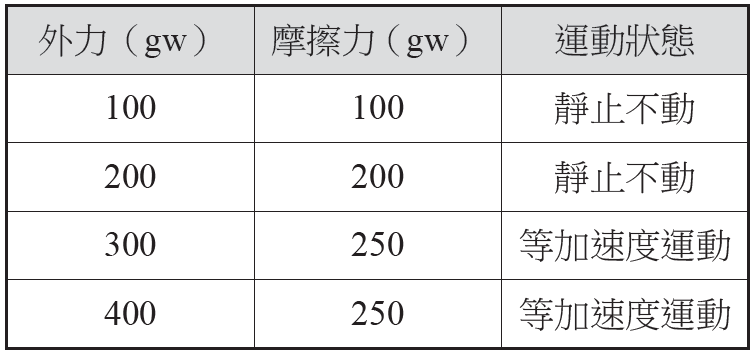 外力（gw） 摩擦力（gw） 運動狀態
100 100 靜止不動
200 200 靜止不動
300 250 等加速度運動
400 250 等加速度運動